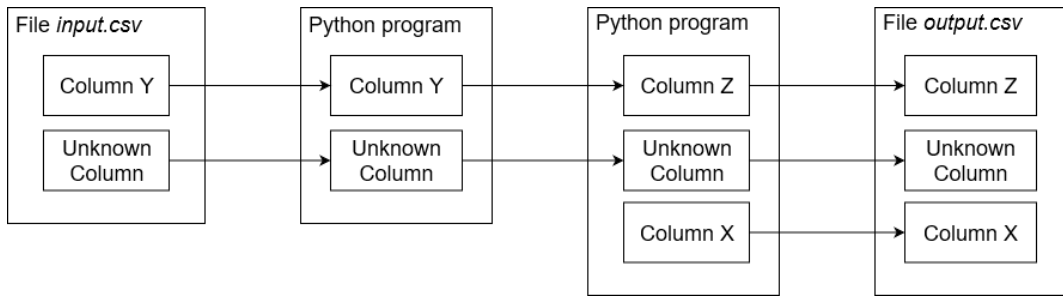 File input.csv
Column Y
Unknown
Column
Python program
Column Y
Unknown
Column
Python program
Column Z
Unknown
Column
Column X
File output.csv
Column Z
Unknown
Column
Column X